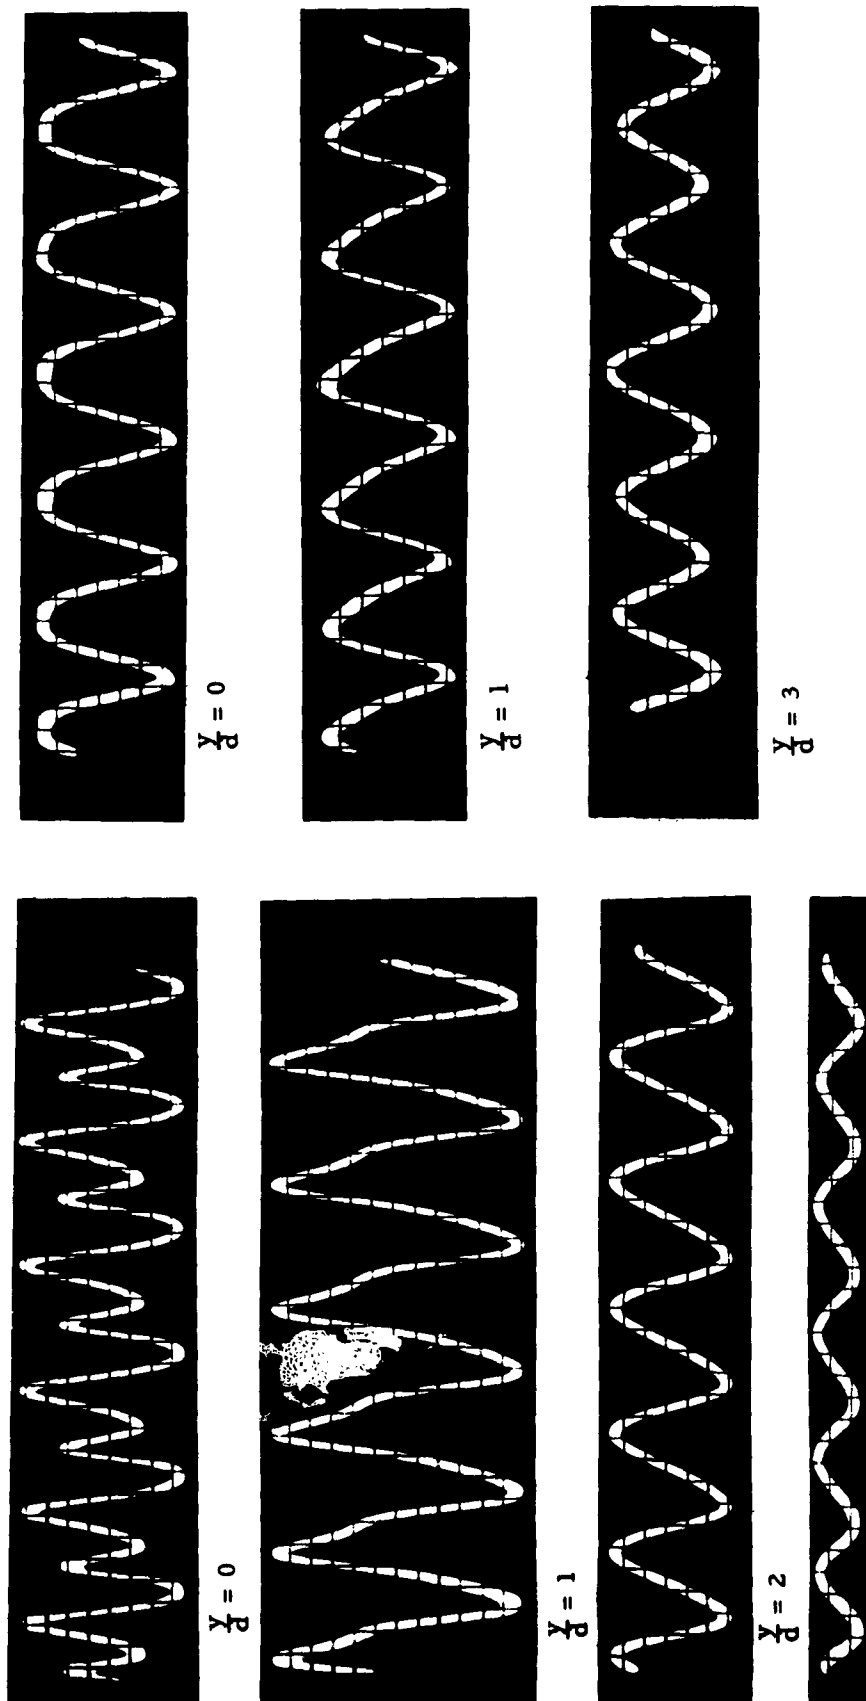 y/d = 0
y/d = 1
y/d = 3
y/d = 0
y/d = 1
y/d = 2